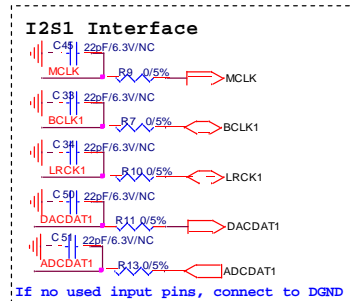 I2S1 Interface
C45 22pF/6.3V/NC
MCLK R9 0/5% MCLK
C33 22pF/6.3V/NC
BCLK1 R7 0/5% BCLK1
C34 22pF/6.3V/NC
LRCK1 R10 0/5% LRCK1
C50 22pF/6.3V/NC
DACDAT1 R11 0/5% DACDAT1
C51 22pF/6.3V/NC
ADCDAT1 R13 0/5% ADCDAT1
If no used input pins, connect to DGND